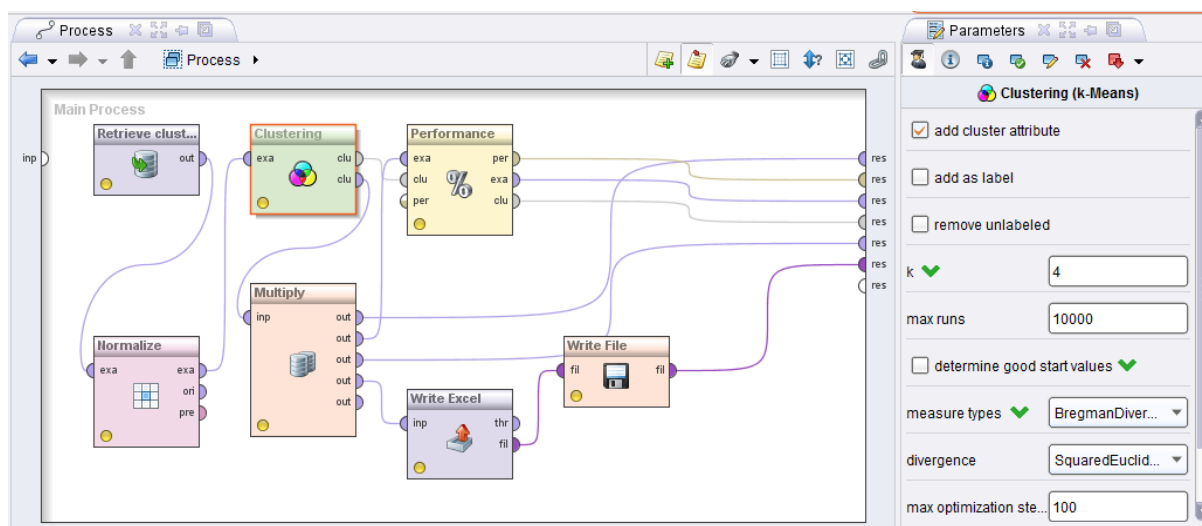 Process
Parameters
Process
Clustering (k-Means)
Main Process
Retrieve clust...
Clustering
Performance
inp
out
exa
clu
exa
per
res
add cluster attribute
clu
clu
exa
res
add as label
per
clu
res
res
remove unlabeled
res
res
k
4
res
Multiply
inp
out
max runs
10000
out
Normalize
Write File
exa
exa
out
fil
fil
determine good start values
ori
out
pre
out
Write Excel
measure types
BregmanDiver...
inp
thr
fil
divergence
SquaredEuclid...
max optimization ste...
100